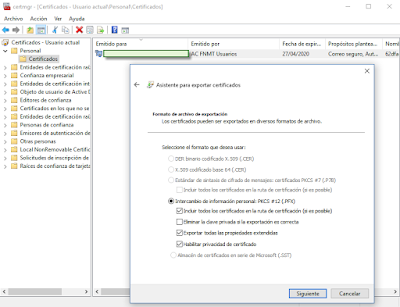 certmgr - [Certificados - Usuario actual\Personal\Certificados]
Archivo Acción Ver Ayuda
Certificados - Usuario actual
Personal
Certificados
Entidades de certificación raí
Confianza empresarial
Entidades de certificación inte
Objeto de usuario de Active D
Editores de confianza
Certificados en los que no se
Personas de confianza
Emisores de autenticación de
Otras personas
Local NonRemovable Certific
Solicitudes de inscripción de
Raíces de confianza de tarjeta
Emitido para Emitido por Fecha de expi... Propósitos plantea... Nom
AC FNMT Usuarios 27/04/2020 Correo seguro, Aut...
Asistente para exportar certificados
Formato de archivo de exportación
Los certificados pueden ser exportados en diversos formatos de archivo.
Seleccione el formato que desea usar:
DER binario codificado X.509 (.CER)
X.509 codificado base 64 (.CER)
Estándar de sintaxis de cifrado de mensajes: certificados PKCS #7 (.P7B)
Incluir todos los certificados en la ruta de certificación (si es posible)
Intercambio de información personal: PKCS #12 (.PFX)
Incluir todos los certificados en la ruta de certificación (si es posible)
Eliminar la clave privada si la exportación es correcta
Exportar todas las propiedades extendidas
Habilitar privacidad de certificado
Almacén de certificados en serie de Microsoft (.SST)
Siguiente Cancelar